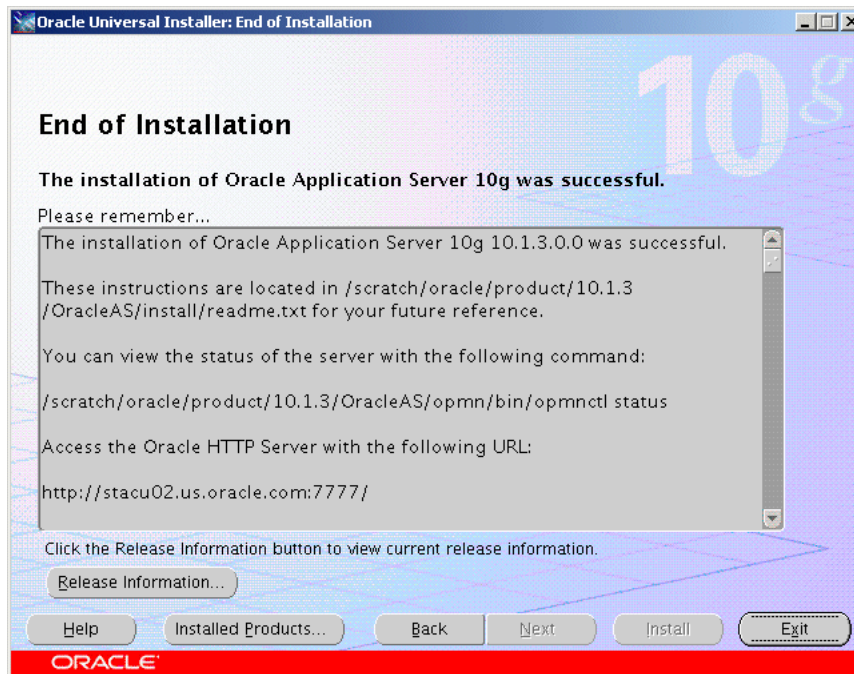 Oracle Universal Installer: End of Installation
10g
End of Installation
The installation of Oracle Application Server 10g was successful.
Please remember...
The installation of Oracle Application Server 10g 10.1.3.0.0 was successful.
These instructions are located in /scratch/oracle/product/10.1.3
/OracleAS/install/readme.txt for your future reference.
You can view the status of the server with the following command:
/scratch/oracle/product/10.1.3/OracleAS/opmn/bin/opmnctl status
Access the Oracle HTTP Server with the following URL:
http://stacu02.us.oracle.com:7777/
Click the Release Information button to view current release information.
Release Information...
Help Installed Products... Back Next Install Exit
ORACLE